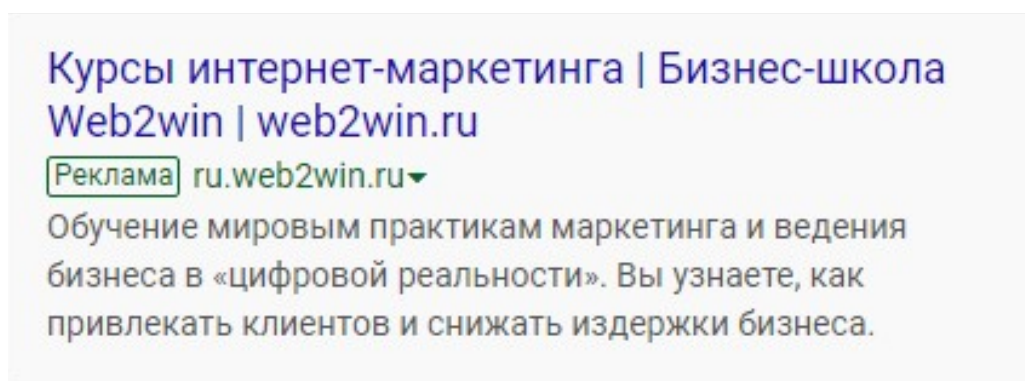 Курсы интернет-маркетинга | Бизнес-школа
Web2win | web2win.ru
Реклама ru.web2win.ru
Обучение мировым практикам маркетинга и ведения
бизнеса в «цифровой реальности». Вы узнаете, как
привлекать клиентов и снижать издержки бизнеса.